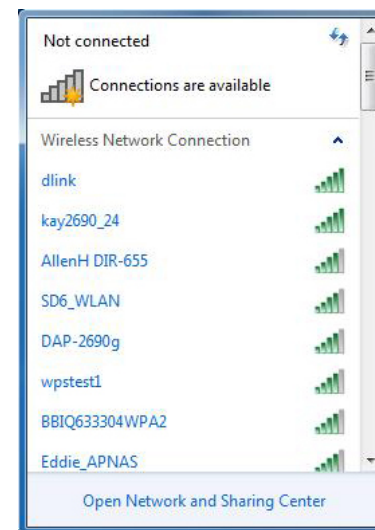 Not connected
Connections are available
Wireless Network Connection
dlink
kay2690_24
AllenH DIR-655
SD6_WLAN
DAP-2690g
wpstest1
BBIQ633304WPA2
Eddie_APNAS
Open Network and Sharing Center